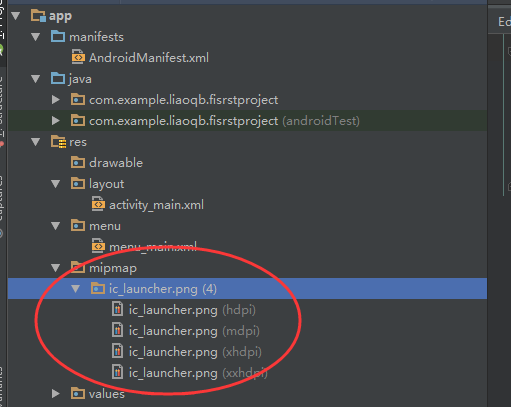 app
Ed
manifests
AndroidManifest.xml
java
com.example.liaoqb.fisrstproject
com.example.liaoqb.fisrstproject (androidTest)
res
drawable
layout
activity_main.xml
menu
menu_main.xml
mipmap
ic_launcher.png (4)
ic_launcher.png (hdpi)
ic_launcher.png (mdpi)
ic_launcher.png (xhdpi)
ic_launcher.png (xxhdpi)
values